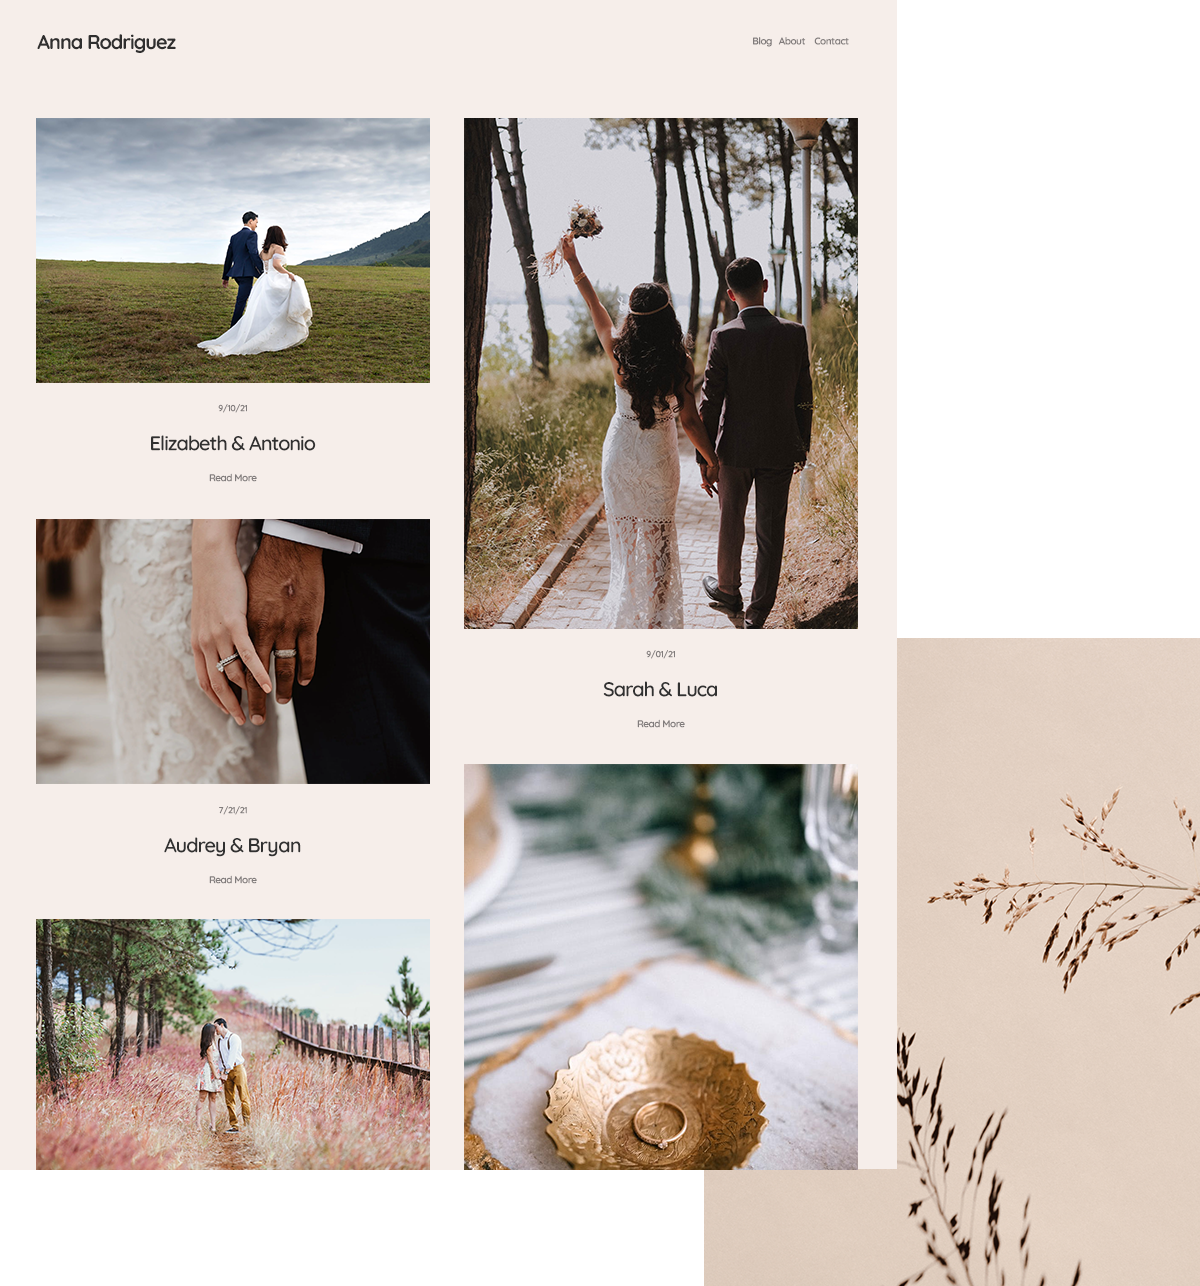 Anna Rodriguez
Blog About Contact
9/10/21
Elizabeth & Antonio
Read More
7/21/21
Audrey & Bryan
Read More
9/01/21
Sarah & Luca
Read More